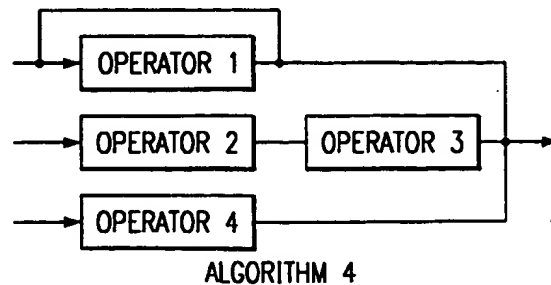 OPERATOR 1
OPERATOR 2
OPERATOR 3
OPERATOR 4
ALGORITHM 4